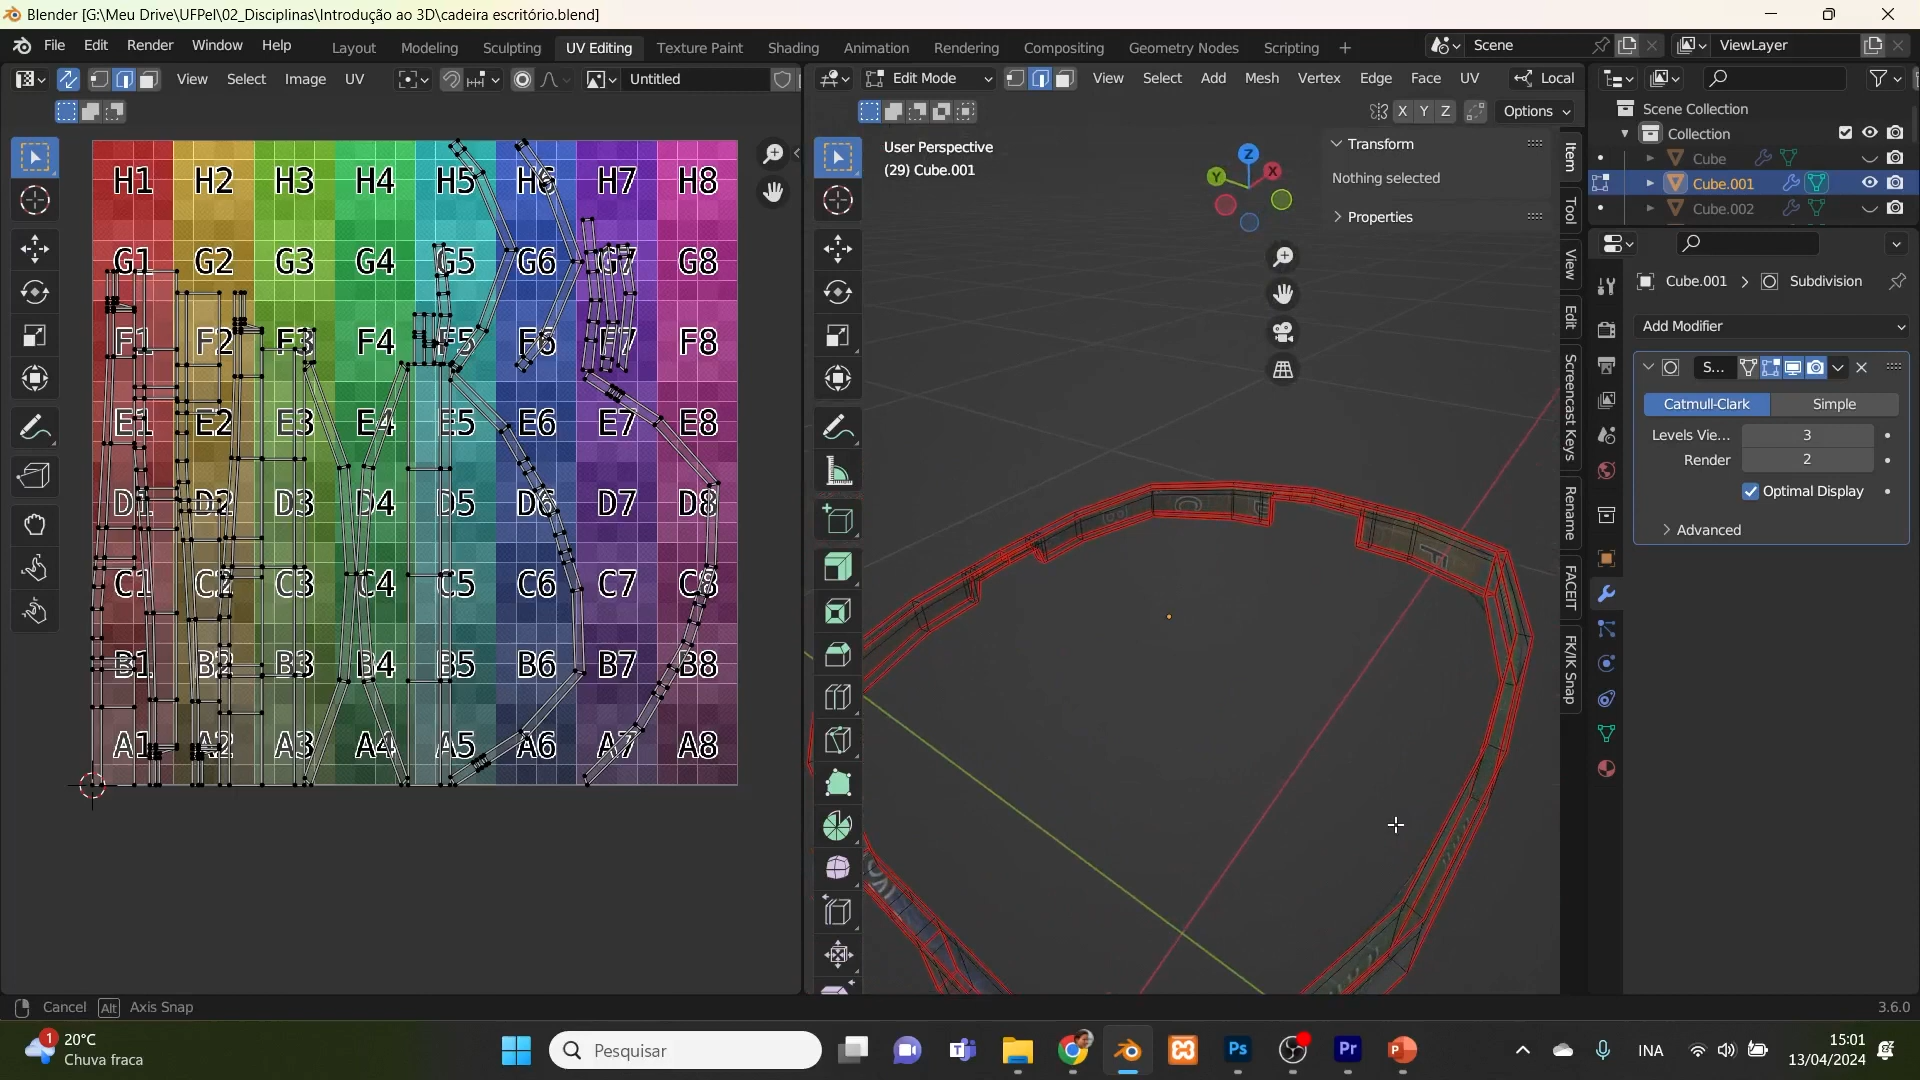 Blender [G:\Meu Drive\UFPel\02_Disciplinas\Introdução ao 3D\cadeira escritório.blend]
File Edit Render Window Help Layout Modeling Sculpting UV Editing Texture Paint Shading Animation Rendering Compositing Geometry Nodes Scripting + Scene ViewLayer
View Select Image UV Untitled Edit Mode View Select Add Mesh Vertex Edge Face UV Local
X Y Z Options
Scene Collection
Collection
Cube
Cube.001
Cube.002
User Perspective
(29) Cube.001
Transform
Nothing selected
Properties
Z
Y X
Item
Tool
View
Edit
Screencast Keys
Rename
FACEIT
FK/IK Snap
H1 H2 H3 H4 H5 H6 H7 H8
G1 G2 G3 G4 G5 G6 G7 G8
F1 F2 F3 F4 F5 F6 F7 F8
E1 E2 E3 E4 E5 E6 E7 E8
D1 D2 D3 D4 D5 D6 D7 D8
C1 C2 C3 C4 C5 C6 C7 C8
B1 B2 B3 B4 B5 B6 B7 B8
A1 A2 A3 A4 A5 A6 A7 A8
Cube.001 Subdivision
Add Modifier
S...
Catmull-Clark Simple
Levels Vie... 3
Render 2
Optimal Display
Advanced
Cancel Alt Axis Snap 3.6.0
1 20°C
Chuva fraca
Pesquisar
Ps
Pr
INA
15:01
13/04/2024